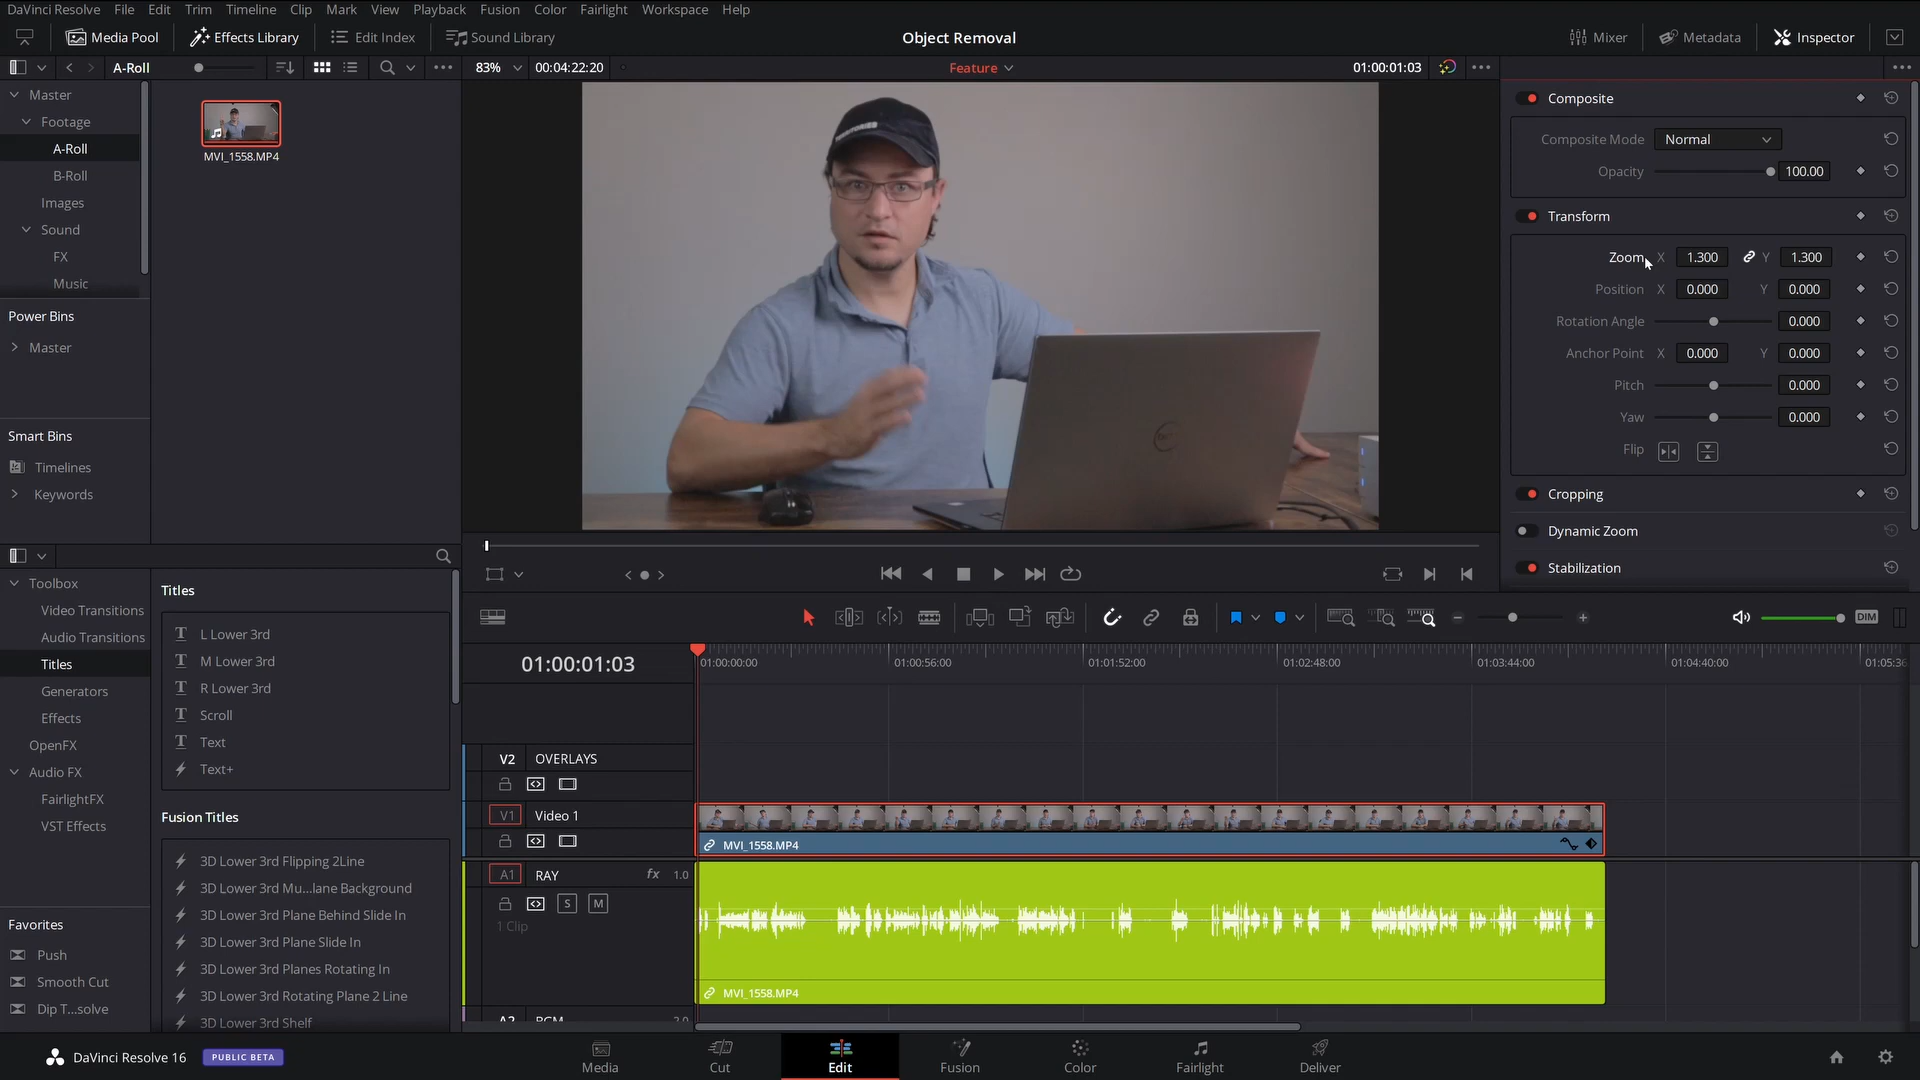 DaVinci Resolve File Edit Trim Timeline Clip Mark View Playback Fusion Color Fairlight Workspace Help
Media Pool Effects Library Edit Index Sound Library Object Removal Mixer Metadata Inspector
A-Roll 83% 00:04:22:20 Feature 01:00:01:03
Master
Footage
A-Roll
B-Roll
Images
Sound
FX
Music
MVI_1558.MP4
Power Bins
Master
Smart Bins
Timelines
Keywords
Composite
Composite Mode Normal
Opacity 100.00
Transform
Zoom X 1.300 Y 1.300
Position X 0.000 Y 0.000
Rotation Angle 0.000
Anchor Point X 0.000 Y 0.000
Pitch 0.000
Yaw 0.000
Flip
Cropping
Dynamic Zoom
Stabilization
Toolbox
Video Transitions
Audio Transitions
Titles
Generators
Effects
OpenFX
Audio FX
FairlightFX
VST Effects
Favorites
Push
Smooth Cut
Dip T...solve
Titles
L Lower 3rd
M Lower 3rd
R Lower 3rd
Scroll
Text
Text+
Fusion Titles
3D Lower 3rd Flipping 2Line
3D Lower 3rd Mu...lane Background
3D Lower 3rd Plane Behind Slide In
3D Lower 3rd Plane Slide In
3D Lower 3rd Planes Rotating In
3D Lower 3rd Rotating Plane 2 Line
3D Lower 3rd Shelf
DIM
01:00:01:03 01:00:00:00 01:00:56:00 01:01:52:00 01:02:48:00 01:03:44:00 01:04:40:00 01:05:36
V2 OVERLAYS
V1 Video 1
MVI_1558.MP4
A1 RAY fx 1.0
S M
1 Clip
MVI_1558.MP4
A2 BGM 2.0
DaVinci Resolve 16 PUBLIC BETA
Media Cut Edit Fusion Color Fairlight Deliver